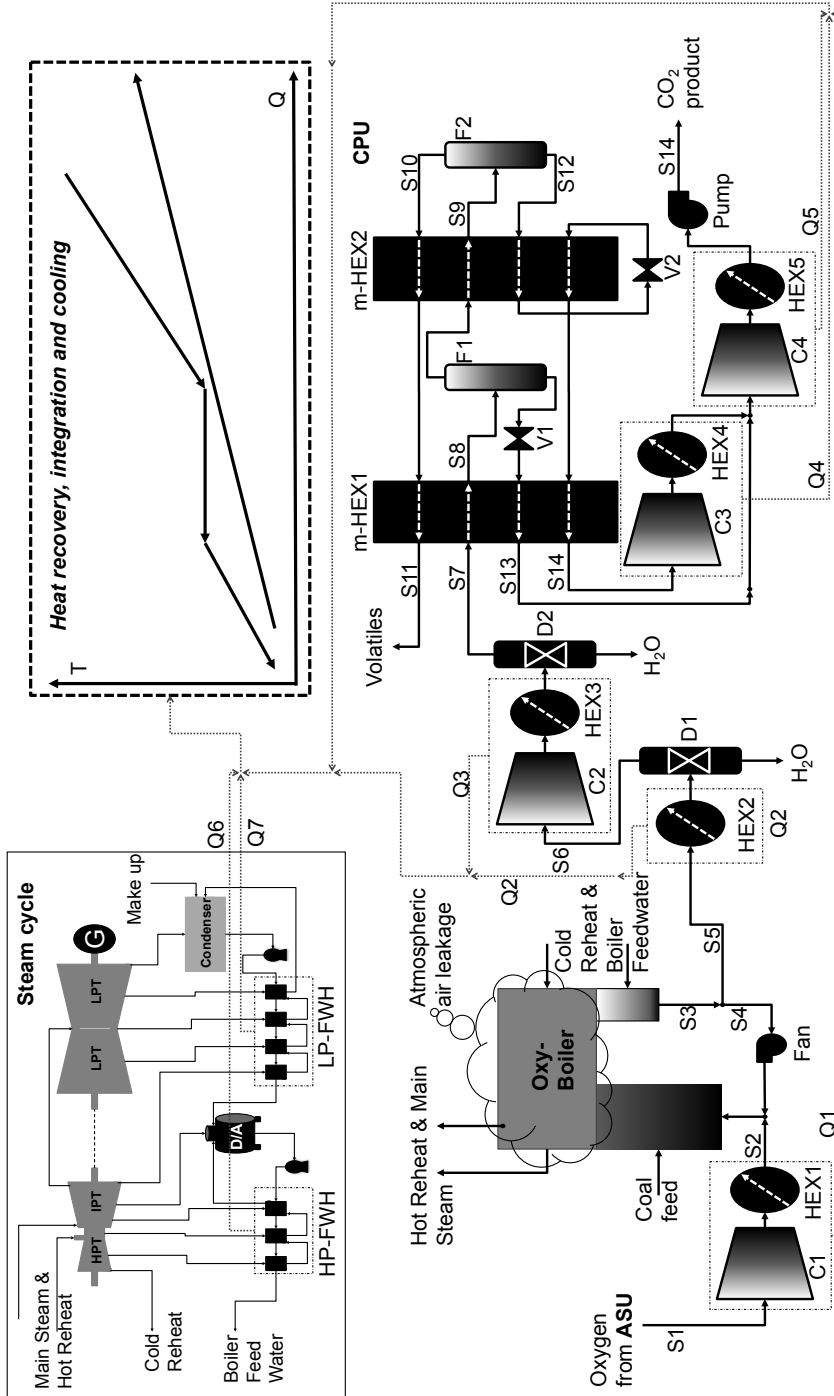 Steam cycle
Main Steam &
Hot Reheat
Cold
Reheat
Boiler
Feed
Water
HPT
IPT
LPT
LPT
G
Make up
Condenser
D/A
HP-FWH
LP-FWH
Q6
Q7
T
Heat recovery, integration and cooling
Q
Oxygen
from ASU
S1
C1
HEX1
Q1
S2
Fan
S4
S3
S5
Coal
feed
Hot Reheat & Main
Steam
Oxy-
Boiler
Atmospheric
air leakage
Cold
Reheat &
Boiler
Feedwater
Q2
HEX2
Q2
D1
H2O
S6
C2
HEX3
Q3
D2
H2O
Volatiles
S11
S7
S13
S14
m-HEX1
S8
V1
F1
m-HEX2
S10
S9
S12
F2
V2
CPU
C3
HEX4
Q4
C4
HEX5
Q5
Pump
S14
CO2
product